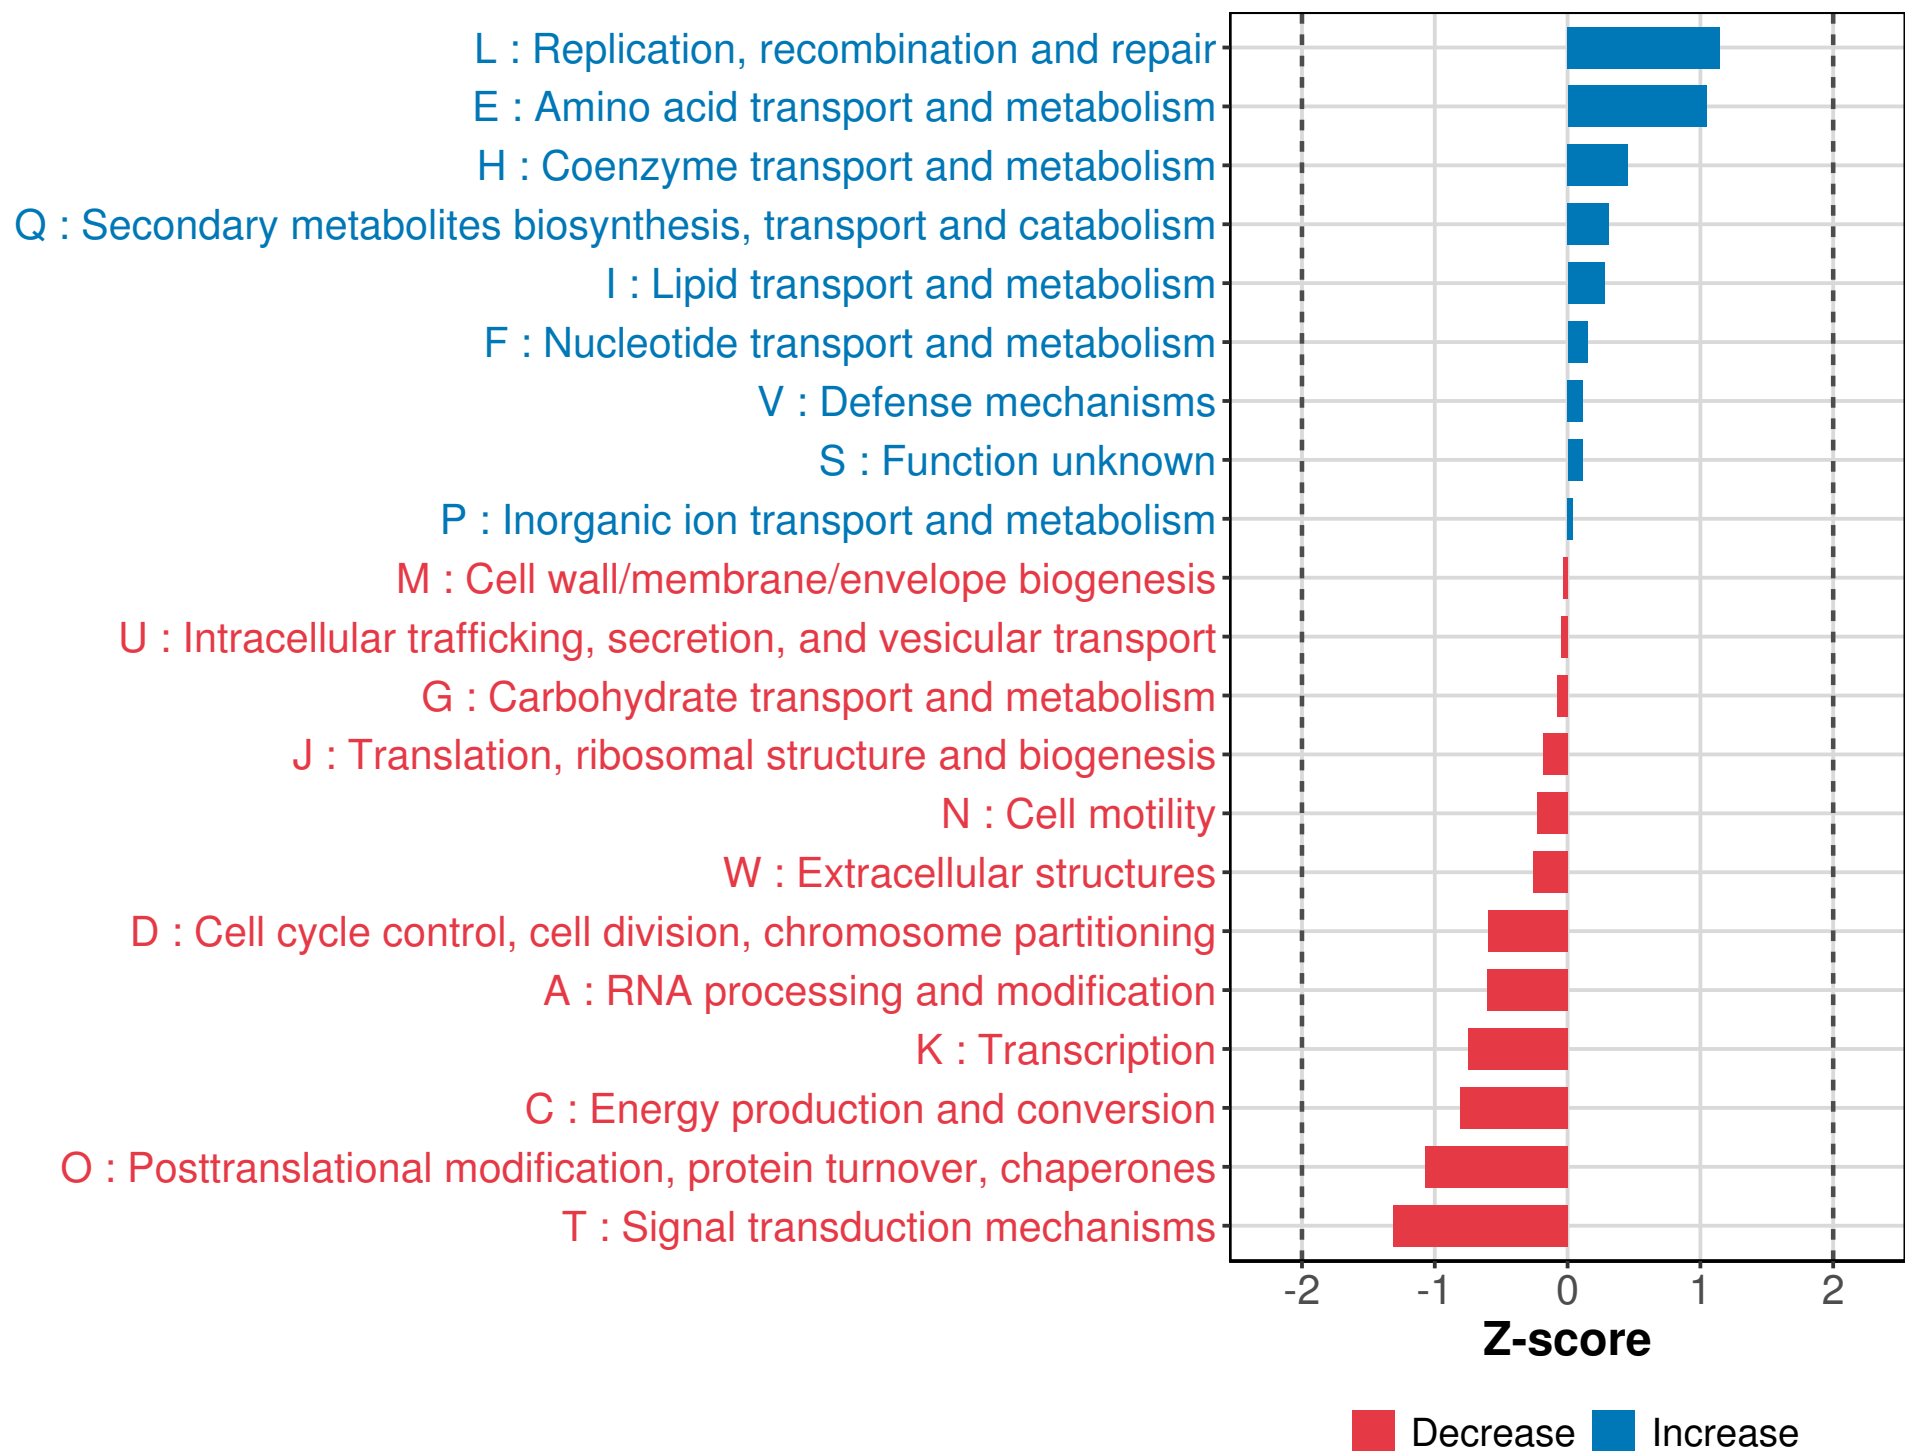 L : Replication, recombination and repair
E : Amino acid transport and metabolism
H : Coenzyme transport and metabolism
Q : Secondary metabolites biosynthesis, transport and catabolism
I : Lipid transport and metabolism
F : Nucleotide transport and metabolism
V : Defense mechanisms
S : Function unknown
P : Inorganic ion transport and metabolism
M : Cell wall/membrane/envelope biogenesis
U : Intracellular trafficking, secretion, and vesicular transport
G : Carbohydrate transport and metabolism
J : Translation, ribosomal structure and biogenesis
N : Cell motility
W : Extracellular structures
D : Cell cycle control, cell division, chromosome partitioning
A : RNA processing and modification
K : Transcription
C : Energy production and conversion
O : Posttranslational modification, protein turnover, chaperones
T : Signal transduction mechanisms
-2 -1 0 1 2
Z-score
Decrease Increase